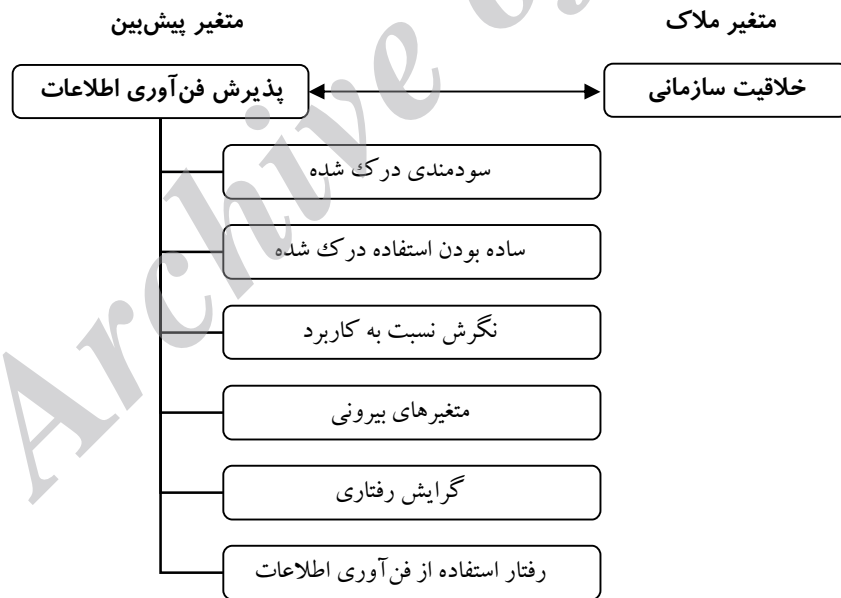 متغیر ملاک
متغیر پیش‌بین
خلاقیت سازمانی
پذیرش فن‌آوری اطلاعات
سودمندی درک شده
ساده بودن استفاده درک شده
نگرش نسبت به کاربرد
متغیرهای بیرونی
گرایش رفتاری
رفتار استفاده از فن‌آوری اطلاعات
Archive of